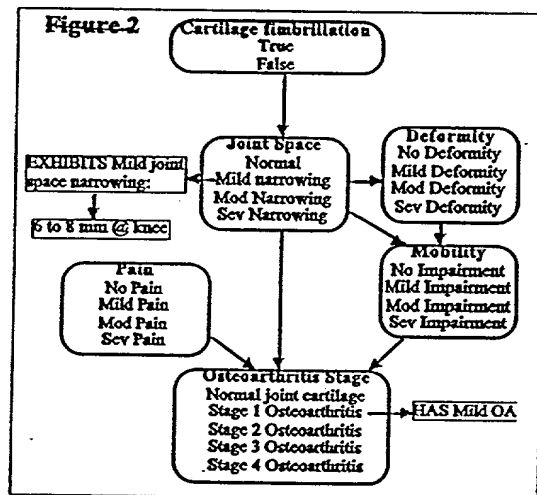 Figure 2
Cartilage fimbrillation
True
False
Joint Space
Normal
Mild narrowing
Mod Narrowing
Sev Narrowing
Deformity
No Deformity
Mild Deformity
Mod Deformity
Sev Deformity
EXHIBITS Mild joint
space narrowing:
6 to 8 mm @ knee
Mobility
No Impairment
Mild Impairment
Mod Impairment
Sev Impairment
Pain
No Pain
Mild Pain
Mod Pain
Sev Pain
Osteoarthritis Stage
Normal joint cartilage
Stage 1 Osteoarthritis
Stage 2 Osteoarthritis
Stage 3 Osteoarthritis
Stage 4 Osteoarthritis
HAS Mild OA